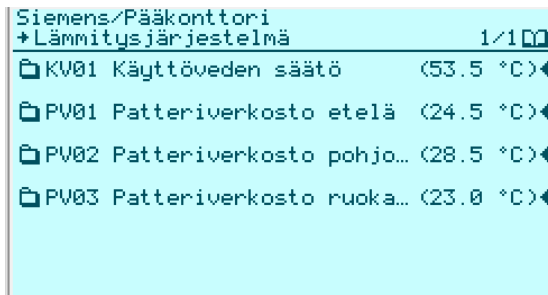 Siemens/Pääkonttori
Lämmitysjärjestelmä 1/1
KV01 Käyttöveden säätö (53.5 °C)
PV01 Patteriverkosto etelä (24.5 °C)
PV02 Patteriverkosto pohjo… (28.5 °C)
PV03 Patteriverkosto ruoka… (23.0 °C)